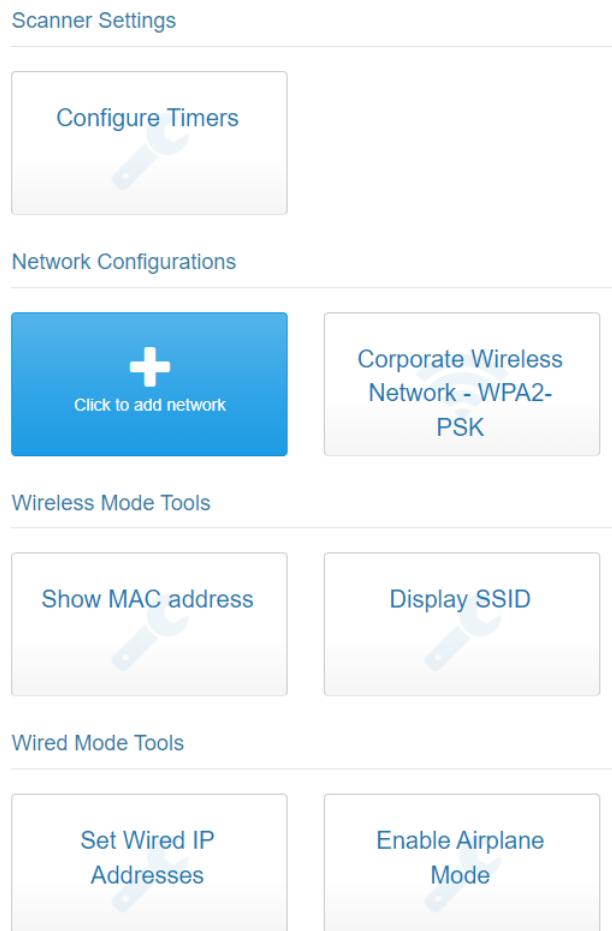 Scanner Settings
Configure Timers
Network Configurations
Click to add network
Corporate Wireless
Network - WPA2-
PSK
Wireless Mode Tools
Show MAC address
Display SSID
Wired Mode Tools
Set Wired IP
Addresses
Enable Airplane
Mode